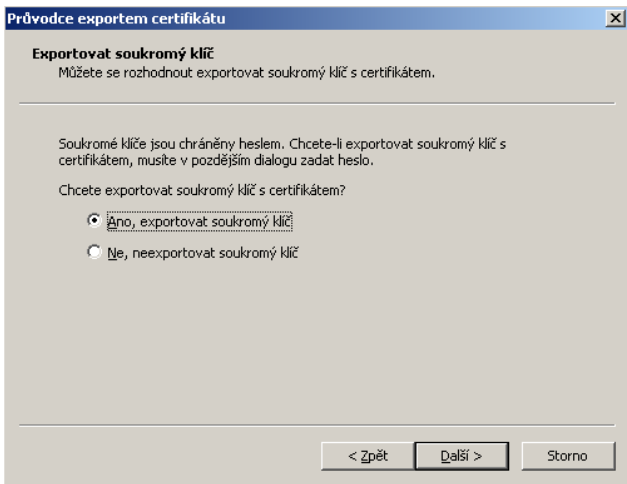 Průvodce exportem certifikátu
Exportovat soukromý klíč
Můžete se rozhodnout exportovat soukromý klíč s certifikátem.
Soukromé klíče jsou chráněny heslem. Chcete-li exportovat soukromý klíč s
certifikátem, musíte v pozdějším dialogu zadat heslo.
Chcete exportovat soukromý klíč s certifikátem?
Ano, exportovat soukromý klíč
Ne, neexportovat soukromý klíč
< Zpět Další > Storno